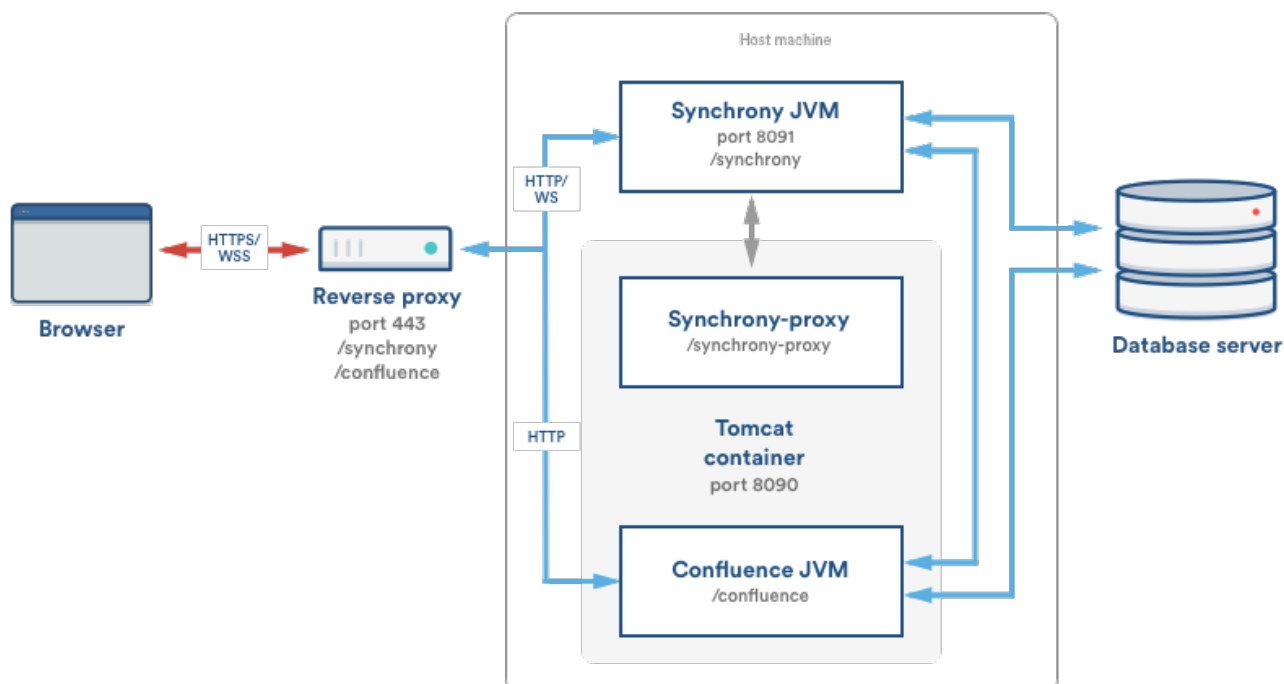 Host machine
Synchrony JVM
port 8091
/synchrony
HTTP/
WS
HTTPS/
WSS
Browser
Reverse proxy
port 443
/synchrony
/confluence
Synchrony-proxy
/synchrony-proxy
Database server
HTTP
Tomcat
container
port 8090
Confluence JVM
/confluence